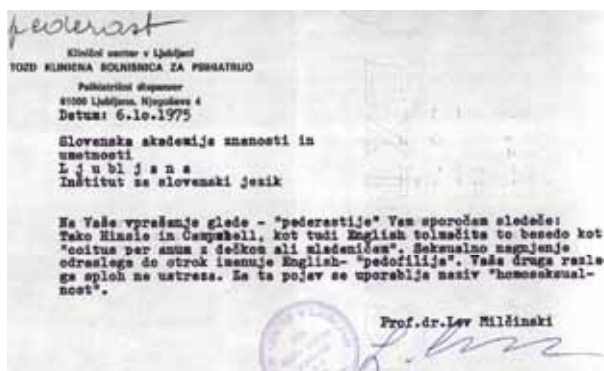 pederast
Klinični center v Ljubljani
TOZD KLINIČNA BOLNIŠNICA ZA PSIHIATRIJO
Psihiatrični dispanzer
61000 Ljubljana, Njegoševa 4
Datum: 6.lo.1975
Slovenska akademija znanosti in
umetnosti
L j u b l j a n a
Inštitut za slovenski jezik
Na Vaše vprašanje glede - "pederastije" Vam sporočam sledeče:
Tako Hinsie in Campbell, kot tudi English tolmačita to besedo kot
"coitus per anum z dečkom ali mladeničem". Seksualno nagnjenje
odraslega do otrok imenuje English- "pedofilija". Vaša druga razla-
ga sploh ne ustreza. Za ta pojav se uporablja naziv "homoseksual-
nost".
Prof.dr.Lev Milčinski